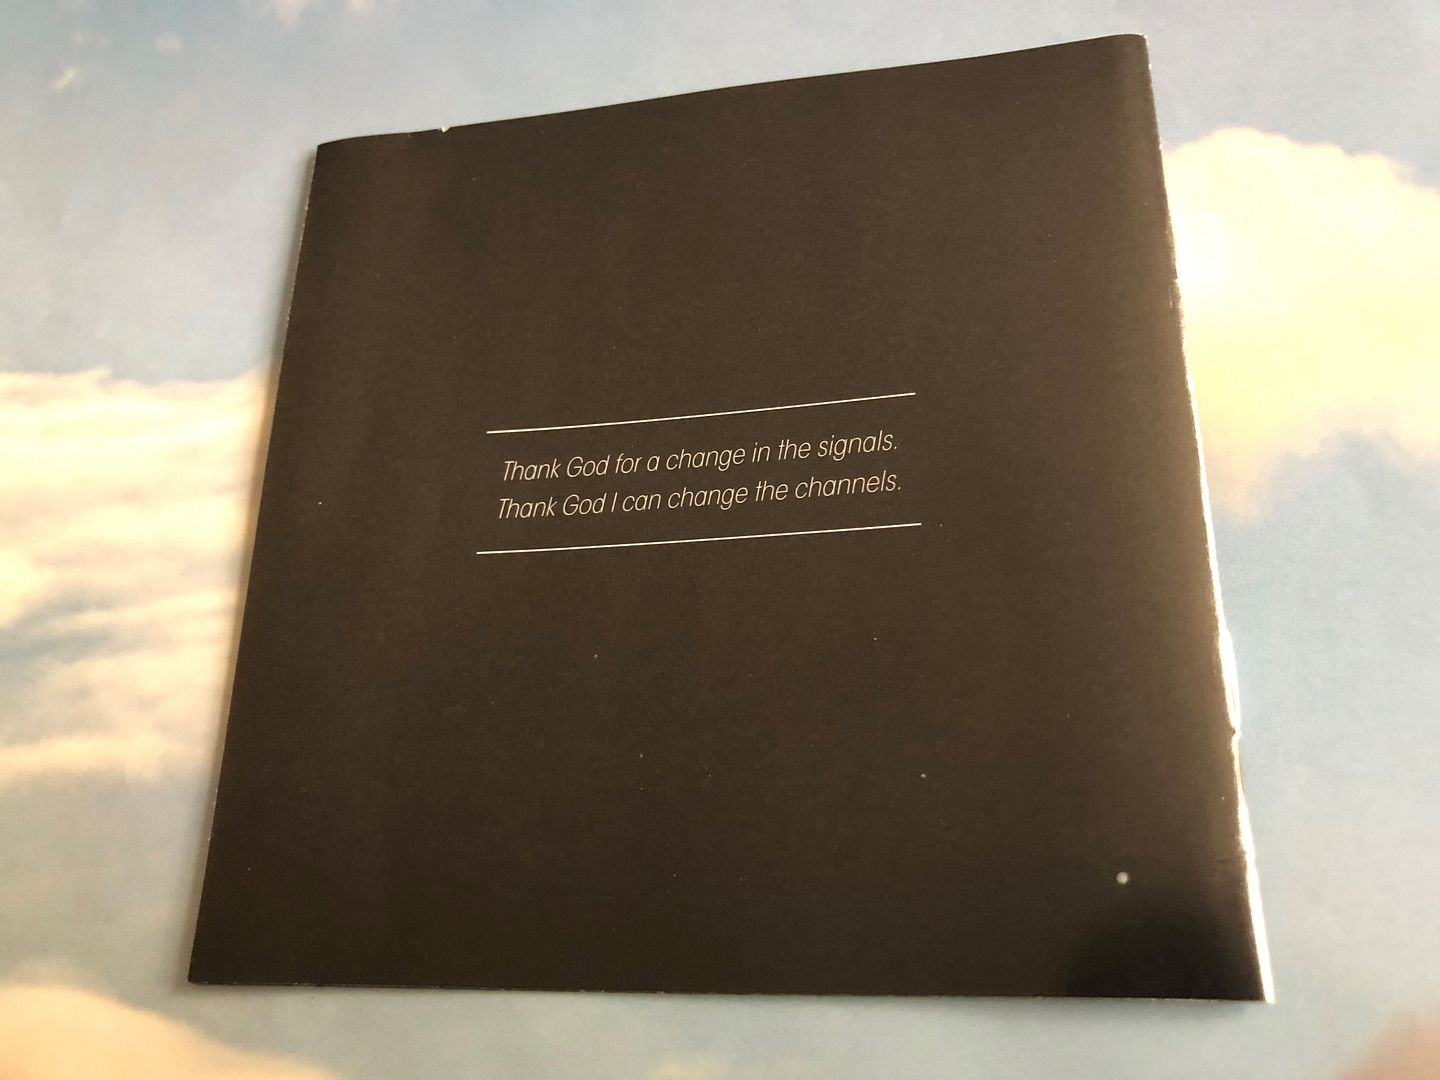 Thank God for a change in the signals.
Thank God I can change the channels.